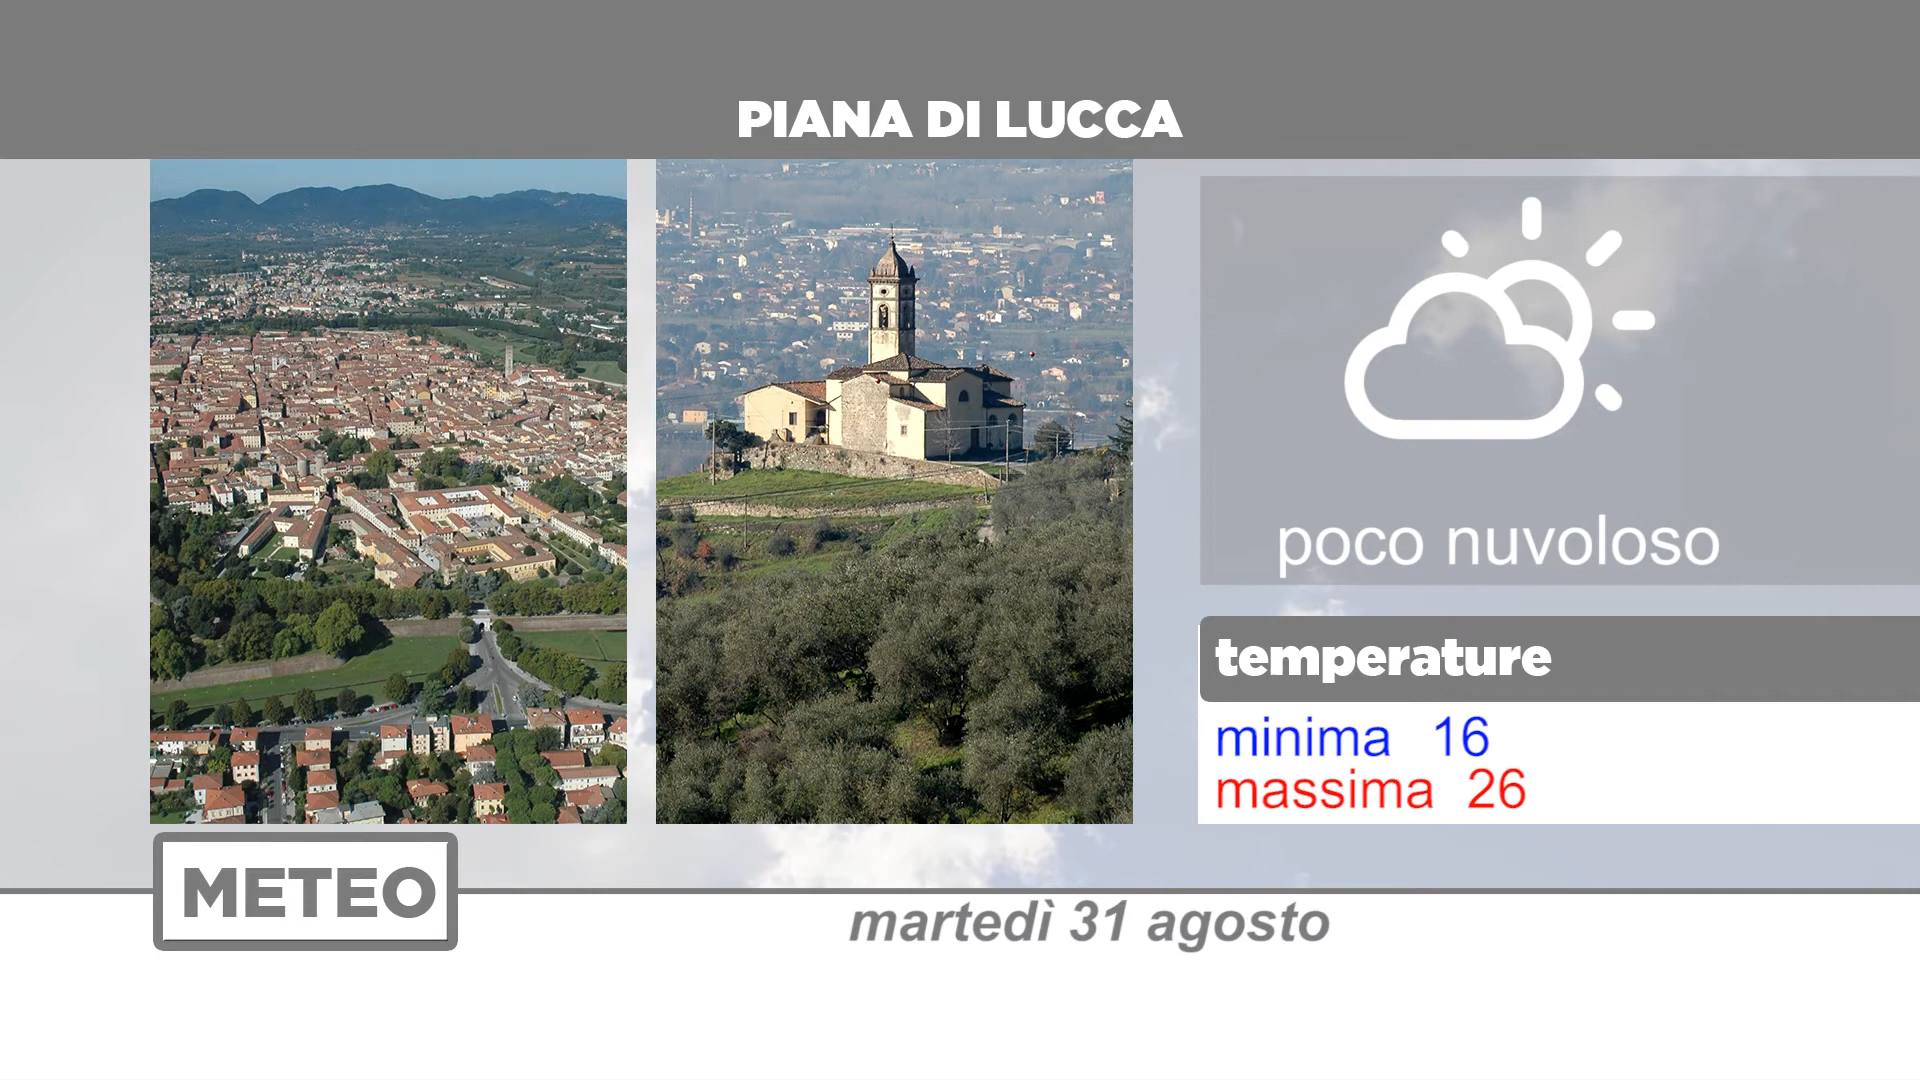 PIANA DI LUCCA
poco nuvoloso
temperature
minima 16
massima 26
METEO
martedì 31 agosto